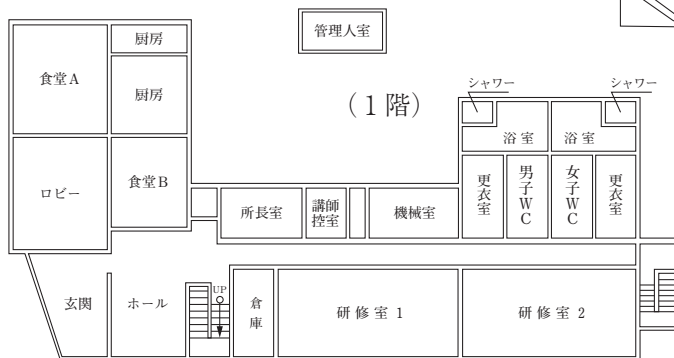 厨房
管理人室
食堂A
厨房
(1階)
シャワー
シャワー
浴室
浴室
ロビー
食堂B
更衣室
男子WC
女子WC
更衣室
所長室
講師
控室
機械室
UP
玄関
ホール
倉庫
研修室1
研修室2